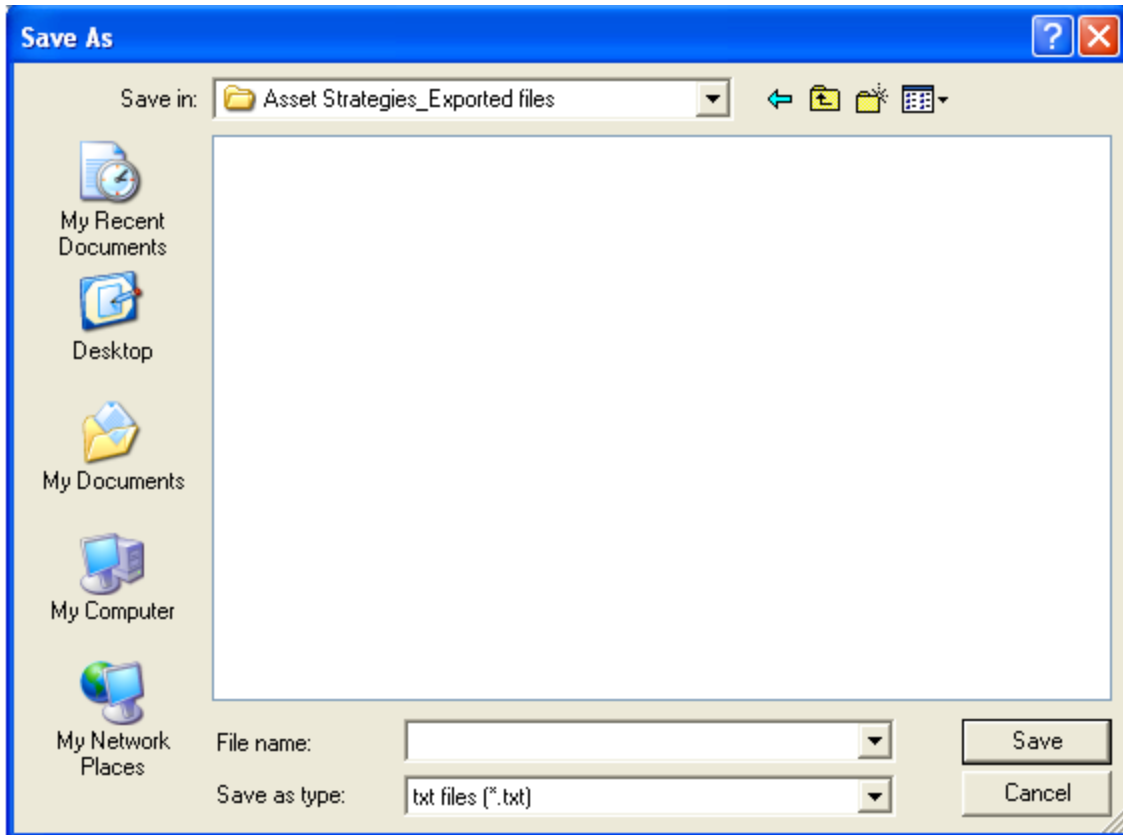 Save As
Save in:
Asset Strategies_Exported files
My Recent
Documents
Desktop
My Documents
My Computer
My Network
Places
File name:
Save
Save as type:
txt files (*.txt)
Cancel